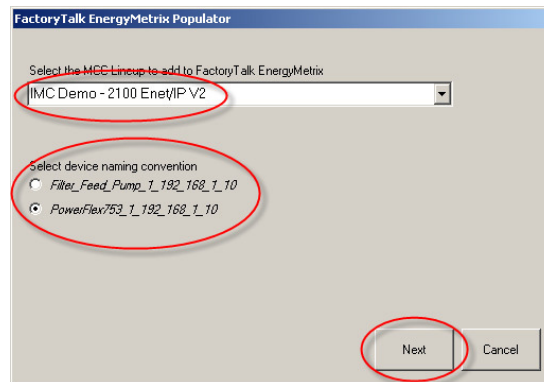 FactoryTalk EnergyMetrix Populator
Select the MCC Lineup to add to FactoryTalk EnergyMetrix
IMC Demo - 2100 Enet/IP V2
Select device naming convention
Filter_Feed_Pump_1_192_168_1_10
PowerFlex753_1_192_168_1_10
Next
Cancel